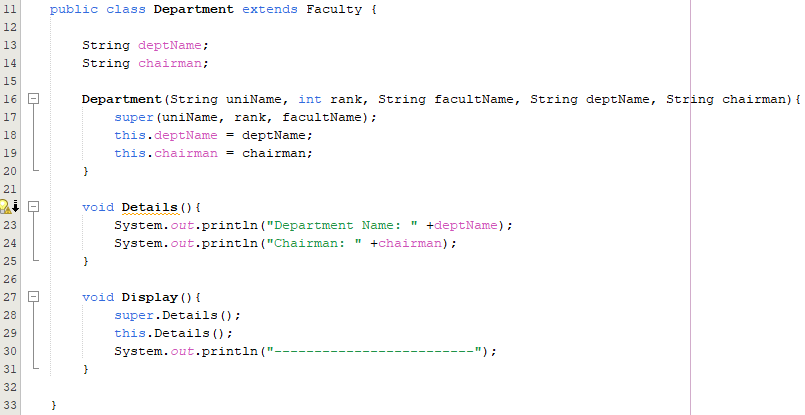 11 public class Department extends Faculty {
12
13 String deptName;
14 String chairman;
15
16 Department(String uniName, int rank, String facultName, String deptName, String chairman){
17 super(uniName, rank, facultName);
18 this.deptName = deptName;
19 this.chairman = chairman;
20 }
21
void Details(){
23 System.out.println("Department Name: " +deptName);
24 System.out.println("Chairman: " +chairman);
25 }
26
27 void Display(){
28 super.Details();
29 this.Details();
30 System.out.println("-------------------------");
31 }
32
33 }